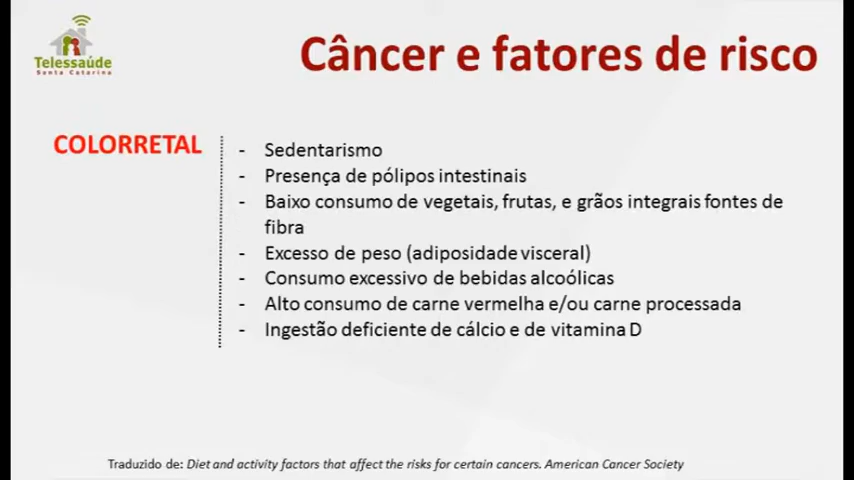 Telessaúde
Santa Catarina
Câncer e fatores de risco
COLORRETAL
- Sedentarismo
- Presença de pólipos intestinais
- Baixo consumo de vegetais, frutas, e grãos integrais fontes de
fibra
- Excesso de peso (adiposidade visceral)
- Consumo excessivo de bebidas alcoólicas
- Alto consumo de carne vermelha e/ou carne processada
- Ingestão deficiente de cálcio e de vitamina D
Traduzido de: Diet and activity factors that affect the risks for certain cancers. American Cancer Society